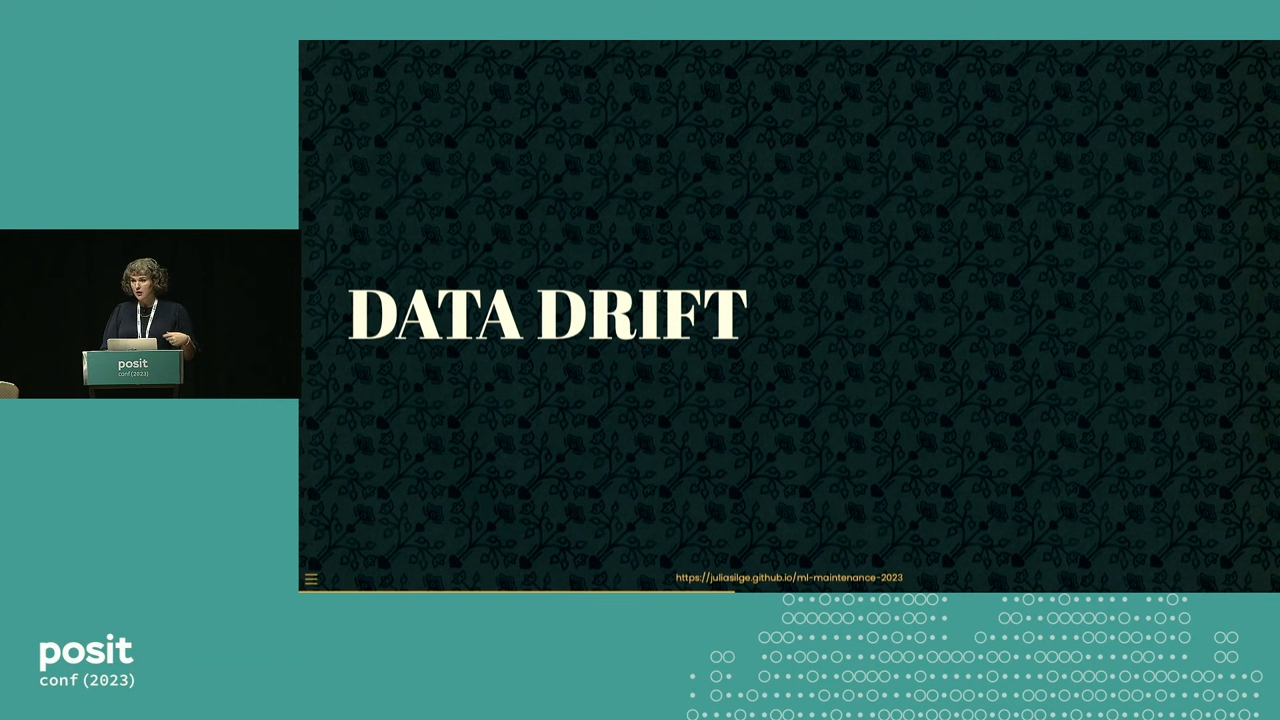 DATA DRIFT
posit
conf(2023)
https://juliasilge.github.io/ml-maintenance-2023
posit
conf(2023)